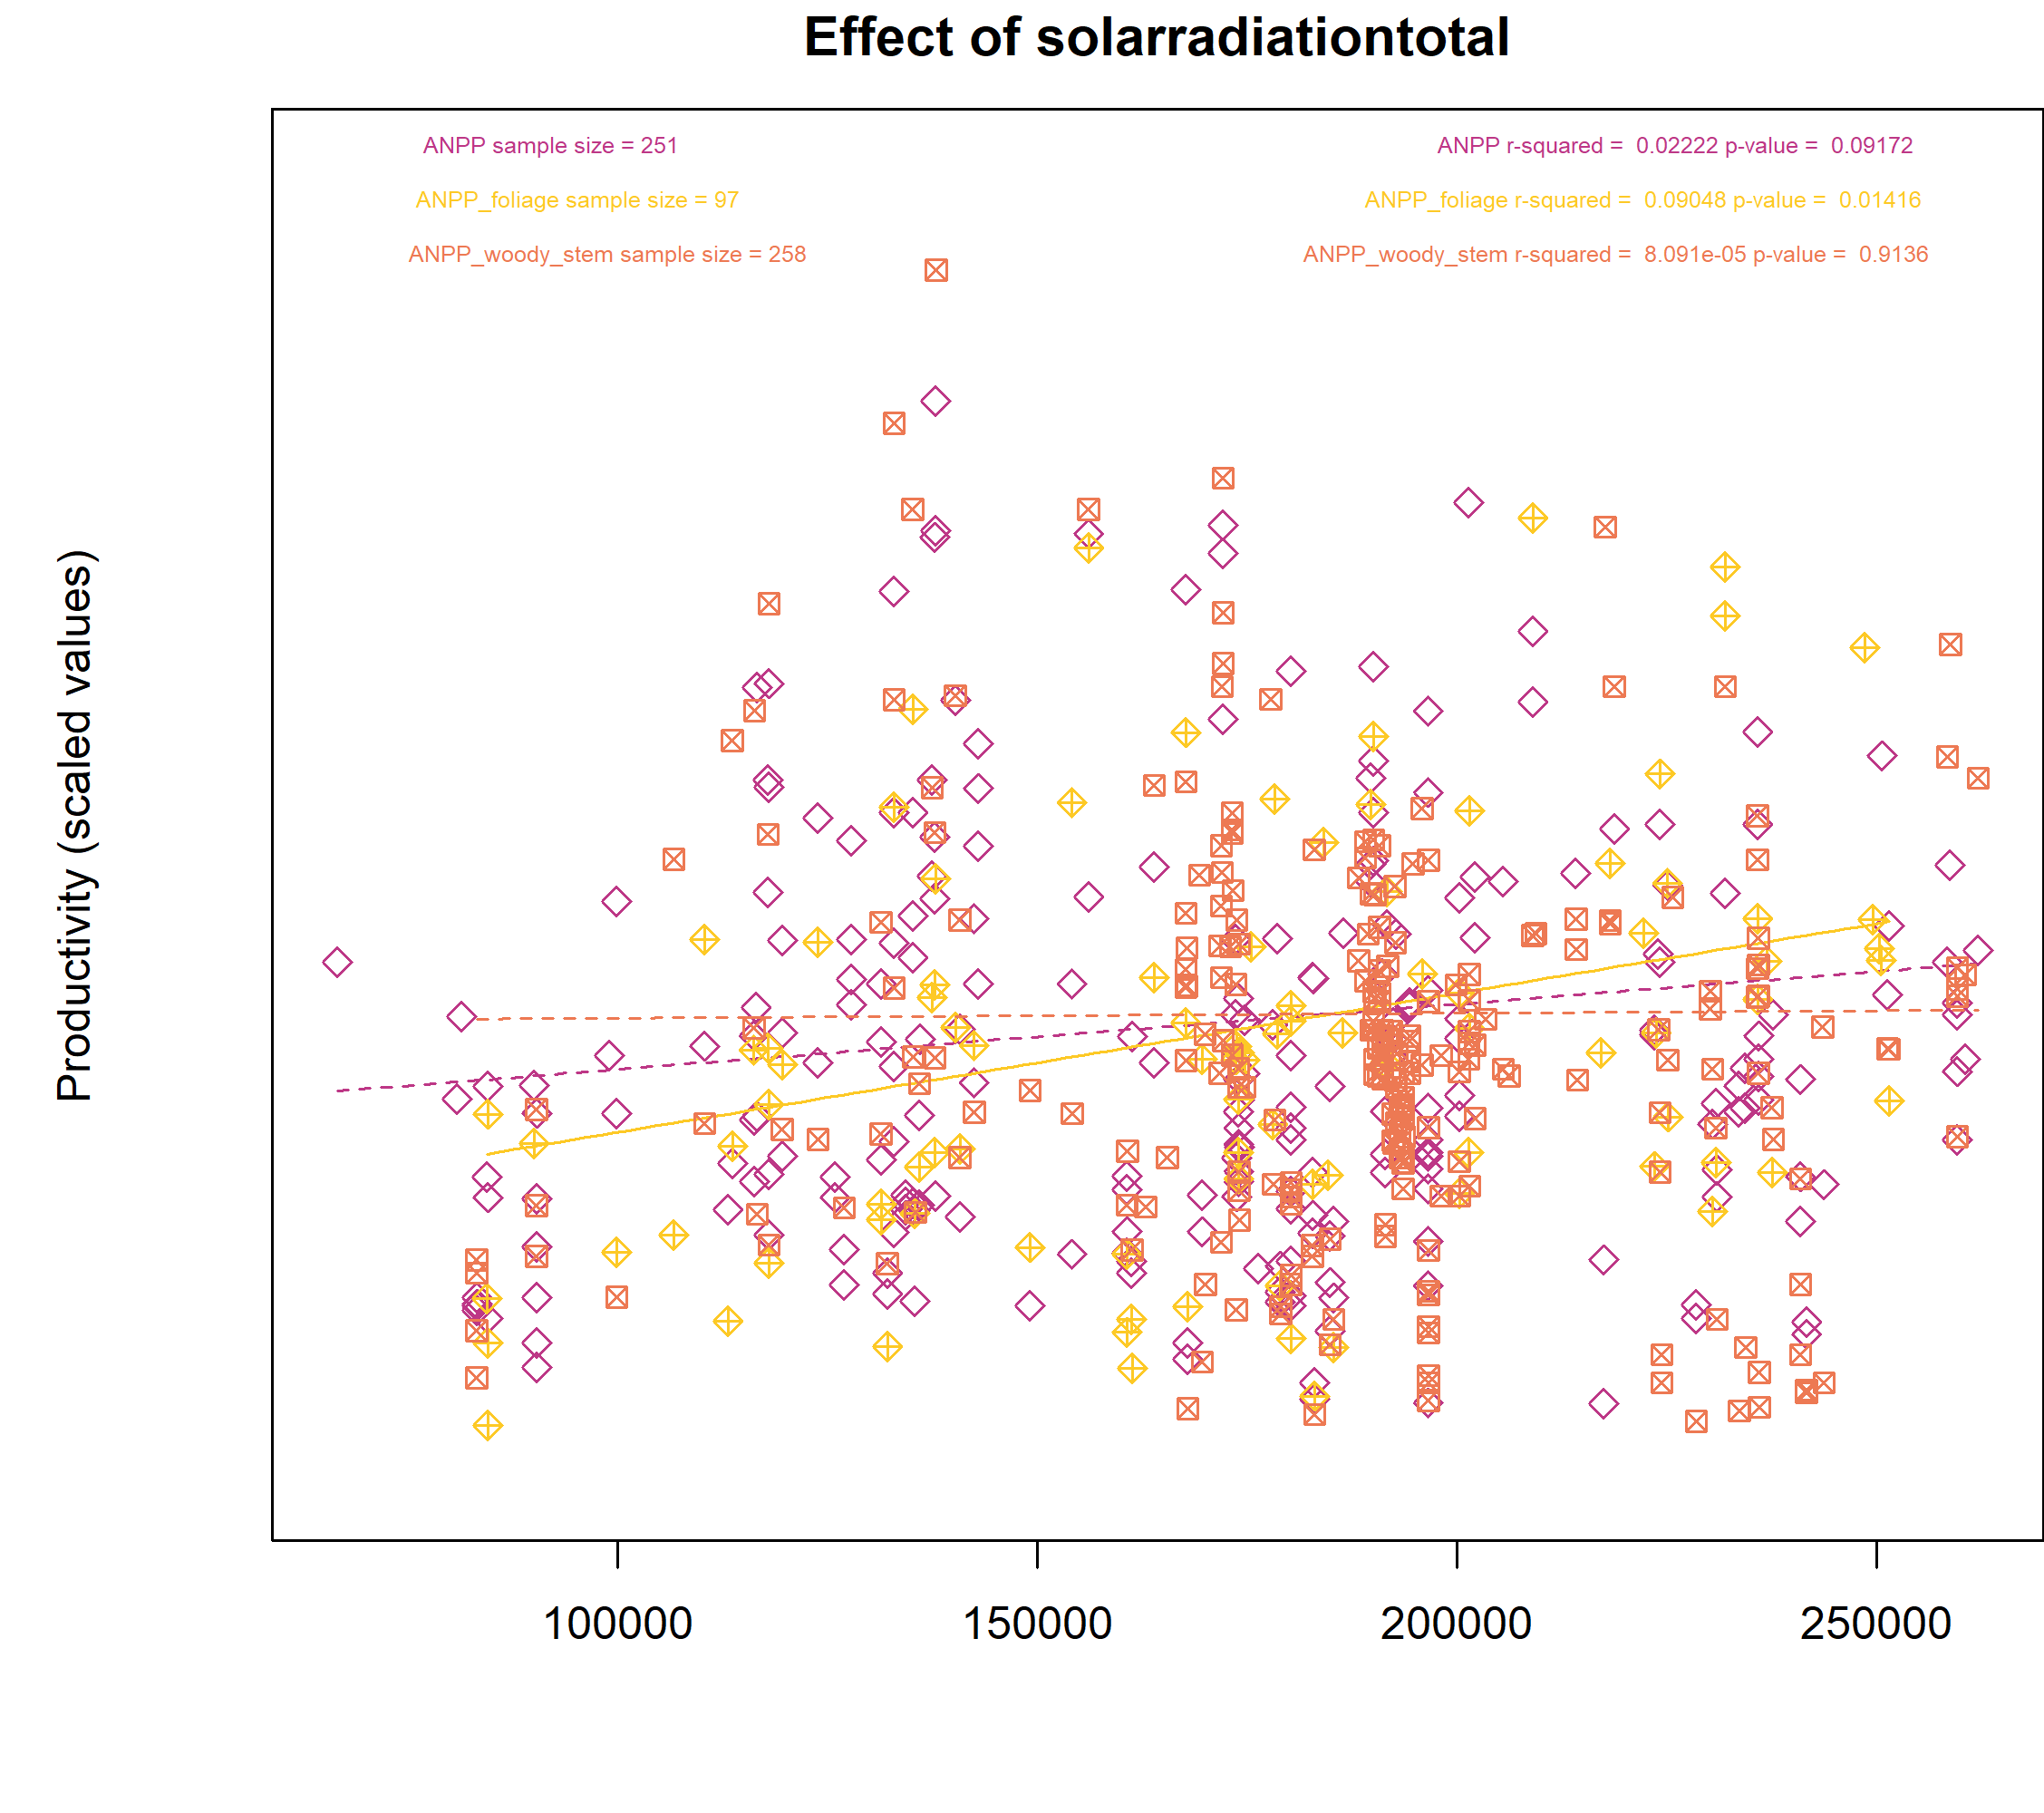 Effect of solarradiationtotal
ANPP sample size = 251
ANPP r-squared = 0.02222 p-value = 0.09172
ANPP_foliage sample size = 97
ANPP_foliage r-squared = 0.09048 p-value = 0.01416
ANPP_woody_stem sample size = 258
ANPP_woody_stem r-squared = 8.091e-05 p-value = 0.9136
Productivity (scaled values)
100000
150000
200000
250000